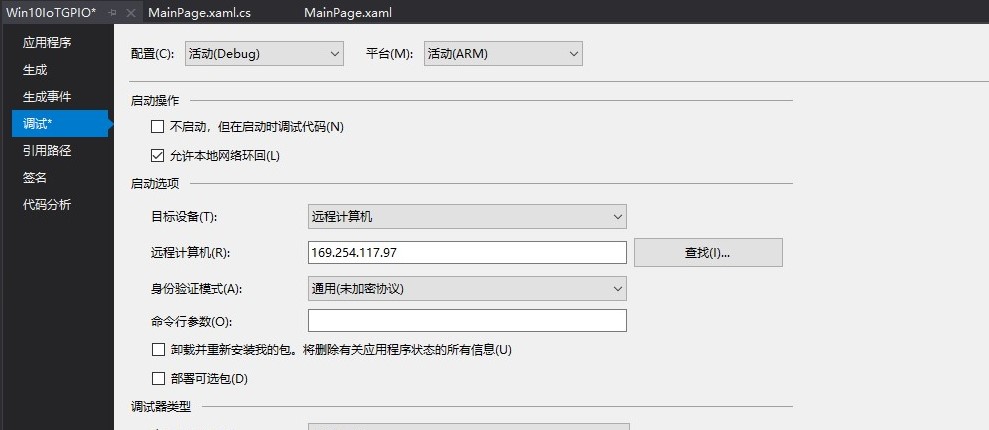 Win10IoTGPIO* MainPage.xaml.cs MainPage.xaml
应用程序
生成
生成事件
调试*
引用路径
签名
代码分析
配置(C): 活动(Debug) 平台(M): 活动(ARM)
启动操作
不启动，但在启动时调试代码(N)
允许本地网络环回(L)
启动选项
目标设备(T): 远程计算机
远程计算机(R): 169.254.117.97 查找(I)...
身份验证模式(A): 通用(未加密协议)
命令行参数(O):
卸载并重新安装我的包。将删除有关应用程序状态的所有信息(U)
部署可选包(D)
调试器类型